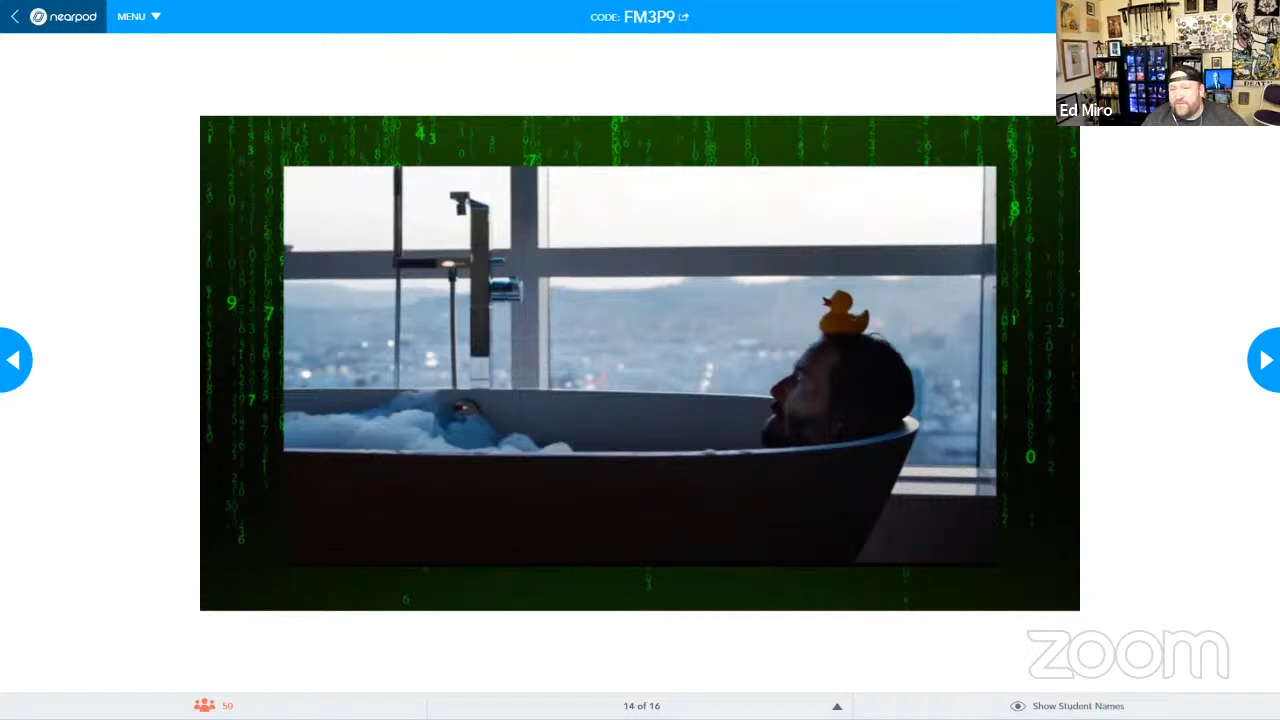 nearpod
MENU
CODE: FM3P9
Ed Miro
zoom
50
14 of 16
Show Student Names